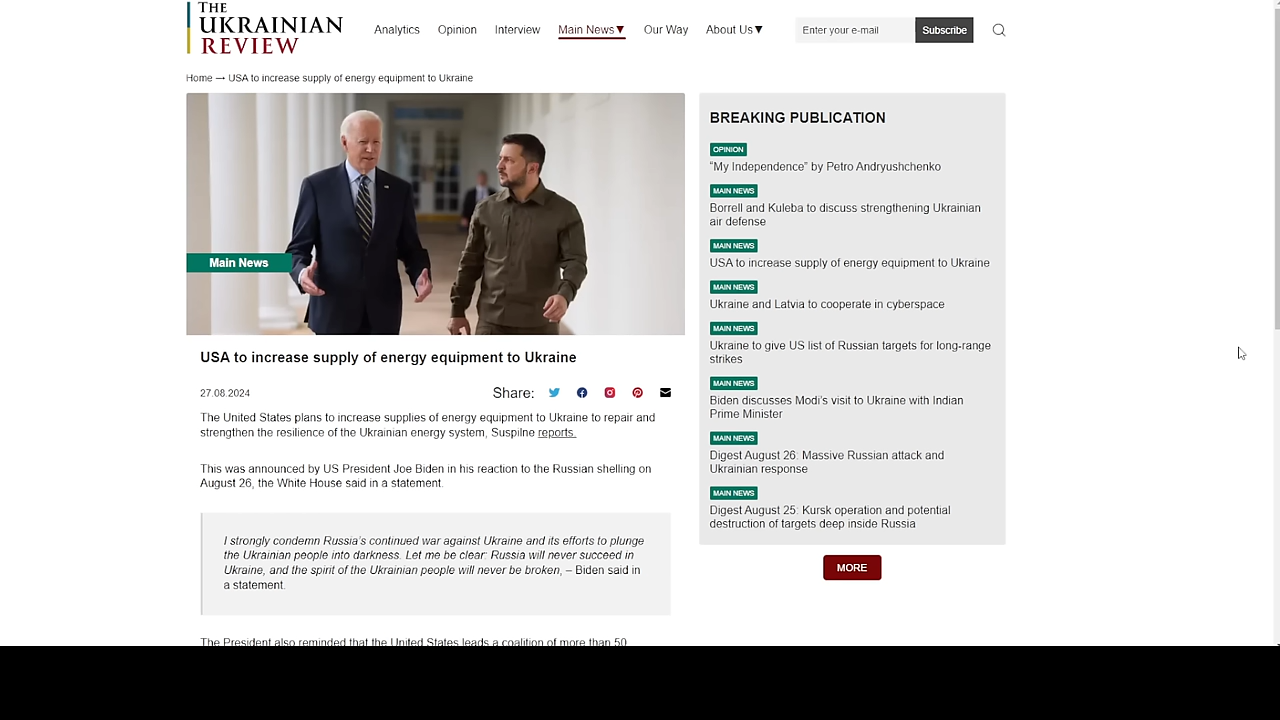 THE
UKRAINIAN
REVIEW
Analytics
Opinion
Interview
Main News▼
Our Way
About Us▼
Enter your e-mail
Subscribe
Home → USA to increase supply of energy equipment to Ukraine
Main News
USA to increase supply of energy equipment to Ukraine
27.08.2024
Share:
The United States plans to increase supplies of energy equipment to Ukraine to repair and
strengthen the resilience of the Ukrainian energy system, Suspilne reports.
This was announced by US President Joe Biden in his reaction to the Russian shelling on
August 26, the White House said in a statement.
I strongly condemn Russia's continued war against Ukraine and its efforts to plunge
the Ukrainian people into darkness. Let me be clear: Russia will never succeed in
Ukraine, and the spirit of the Ukrainian people will never be broken, – Biden said in
a statement.
The President also reminded that the United States leads a coalition of more than 50
BREAKING PUBLICATION
OPINION
“My Independence” by Petro Andryushchenko
MAIN NEWS
Borrell and Kuleba to discuss strengthening Ukrainian
air defense
MAIN NEWS
USA to increase supply of energy equipment to Ukraine
MAIN NEWS
Ukraine and Latvia to cooperate in cyberspace
MAIN NEWS
Ukraine to give US list of Russian targets for long-range
strikes
MAIN NEWS
Biden discusses Modi's visit to Ukraine with Indian
Prime Minister
MAIN NEWS
Digest August 26: Massive Russian attack and
Ukrainian response
MAIN NEWS
Digest August 25: Kursk operation and potential
destruction of targets deep inside Russia
MORE